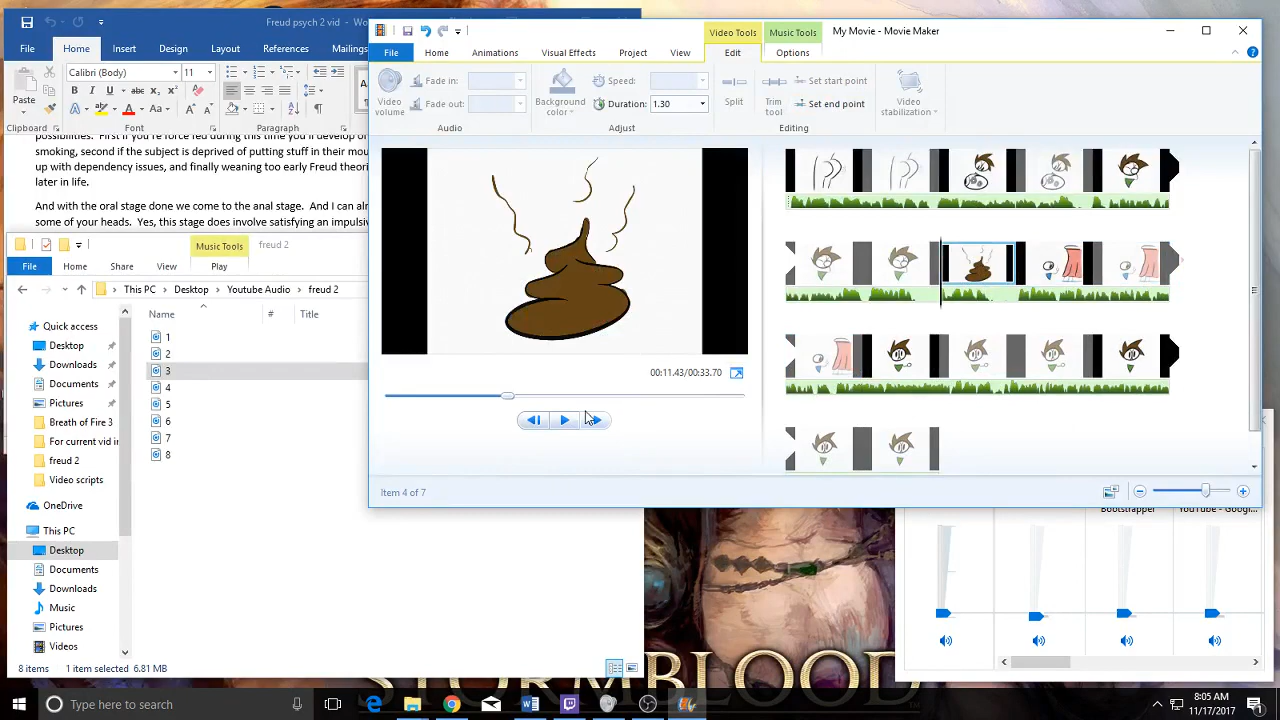 Freud psych 2 vid - Wo
File Home Insert Draw Design Layout References Mailings
Calibri (Body) 11
Paste
Clipboard Font Paragraph
possibilities. First if you're force fed during this time you'll develop o
smoking, second if the subject is deprived of putting stuff in their mou
up with dependency issues, and finally weaning too early Freud theor
later in life.
And with the oral stage done we come to the anal stage. And I can alr
some of your heads. Yes, this stage does involve satisfying an impulsiv
Music Tools freud 2
File Home Share View Play
This PC Desktop Youtube Audio freud 2
Name # Title
Quick access
Desktop
Downloads
Documents
Pictures
Breath of Fire 3
For current vid in
freud 2
Video scripts
OneDrive
This PC
Desktop
Documents
Downloads
Music
Pictures
Videos
1
2
3
4
5
6
7
8
8 items 1 item selected 6.81 MB
Video Tools Music Tools My Movie - Movie Maker
File Home Animations Visual Effects Project View Edit Options
Video volume
Fade in:
Fade out:
Audio
Background color
Speed:
Duration: 1.30
Adjust
Split
Trim tool
Set start point
Set end point
Editing
Video stabilization
00:11.43/00:33.70
Item 4 of 7
Bootstrapper YouTube - Googl...
STORMBLOOD
Type here to search
8:05 AM
11/17/2017